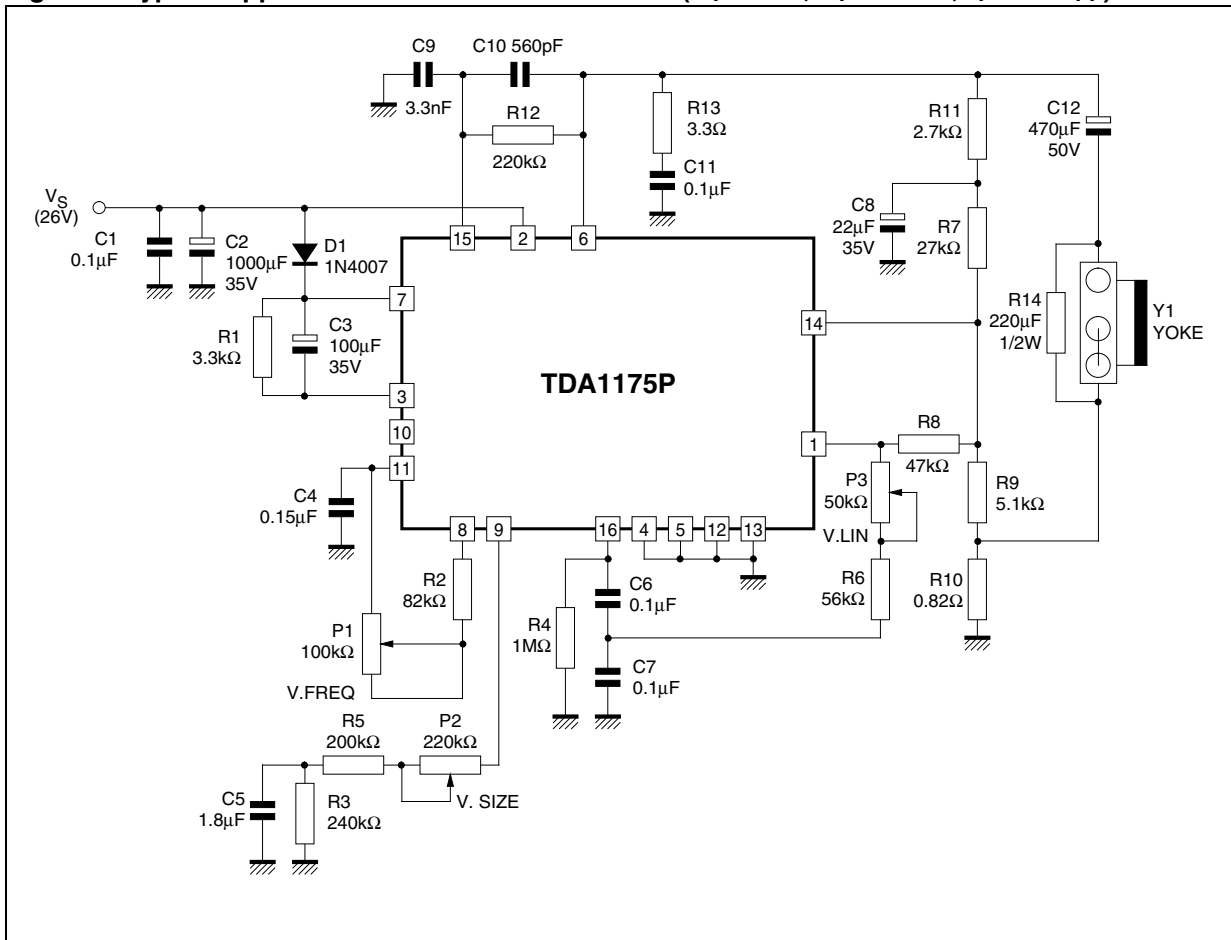 C9
C10 560pF
3.3nF
R12
220kΩ
R13
3.3Ω
C11
0.1µF
R11
2.7kΩ
C12
470µF
50V
VS
(26V)
C1
0.1µF
C2
1000µF
35V
D1
1N4007
15
2
6
C8
22µF
35V
R7
27kΩ
R1
3.3kΩ
C3
100µF
35V
7
3
10
11
14
1
TDA1175P
R14
220µF
1/2W
Y1
YOKE
R8
47kΩ
P3
50kΩ
V.LIN
R9
5.1kΩ
C4
0.15µF
8
9
16
4
5
12
13
R2
82kΩ
P1
100kΩ
V.FREQ
R4
1MΩ
C6
0.1µF
C7
0.1µF
R6
56kΩ
R10
0.82Ω
R5
200kΩ
P2
220kΩ
V. SIZE
C5
1.8µF
R3
240kΩ